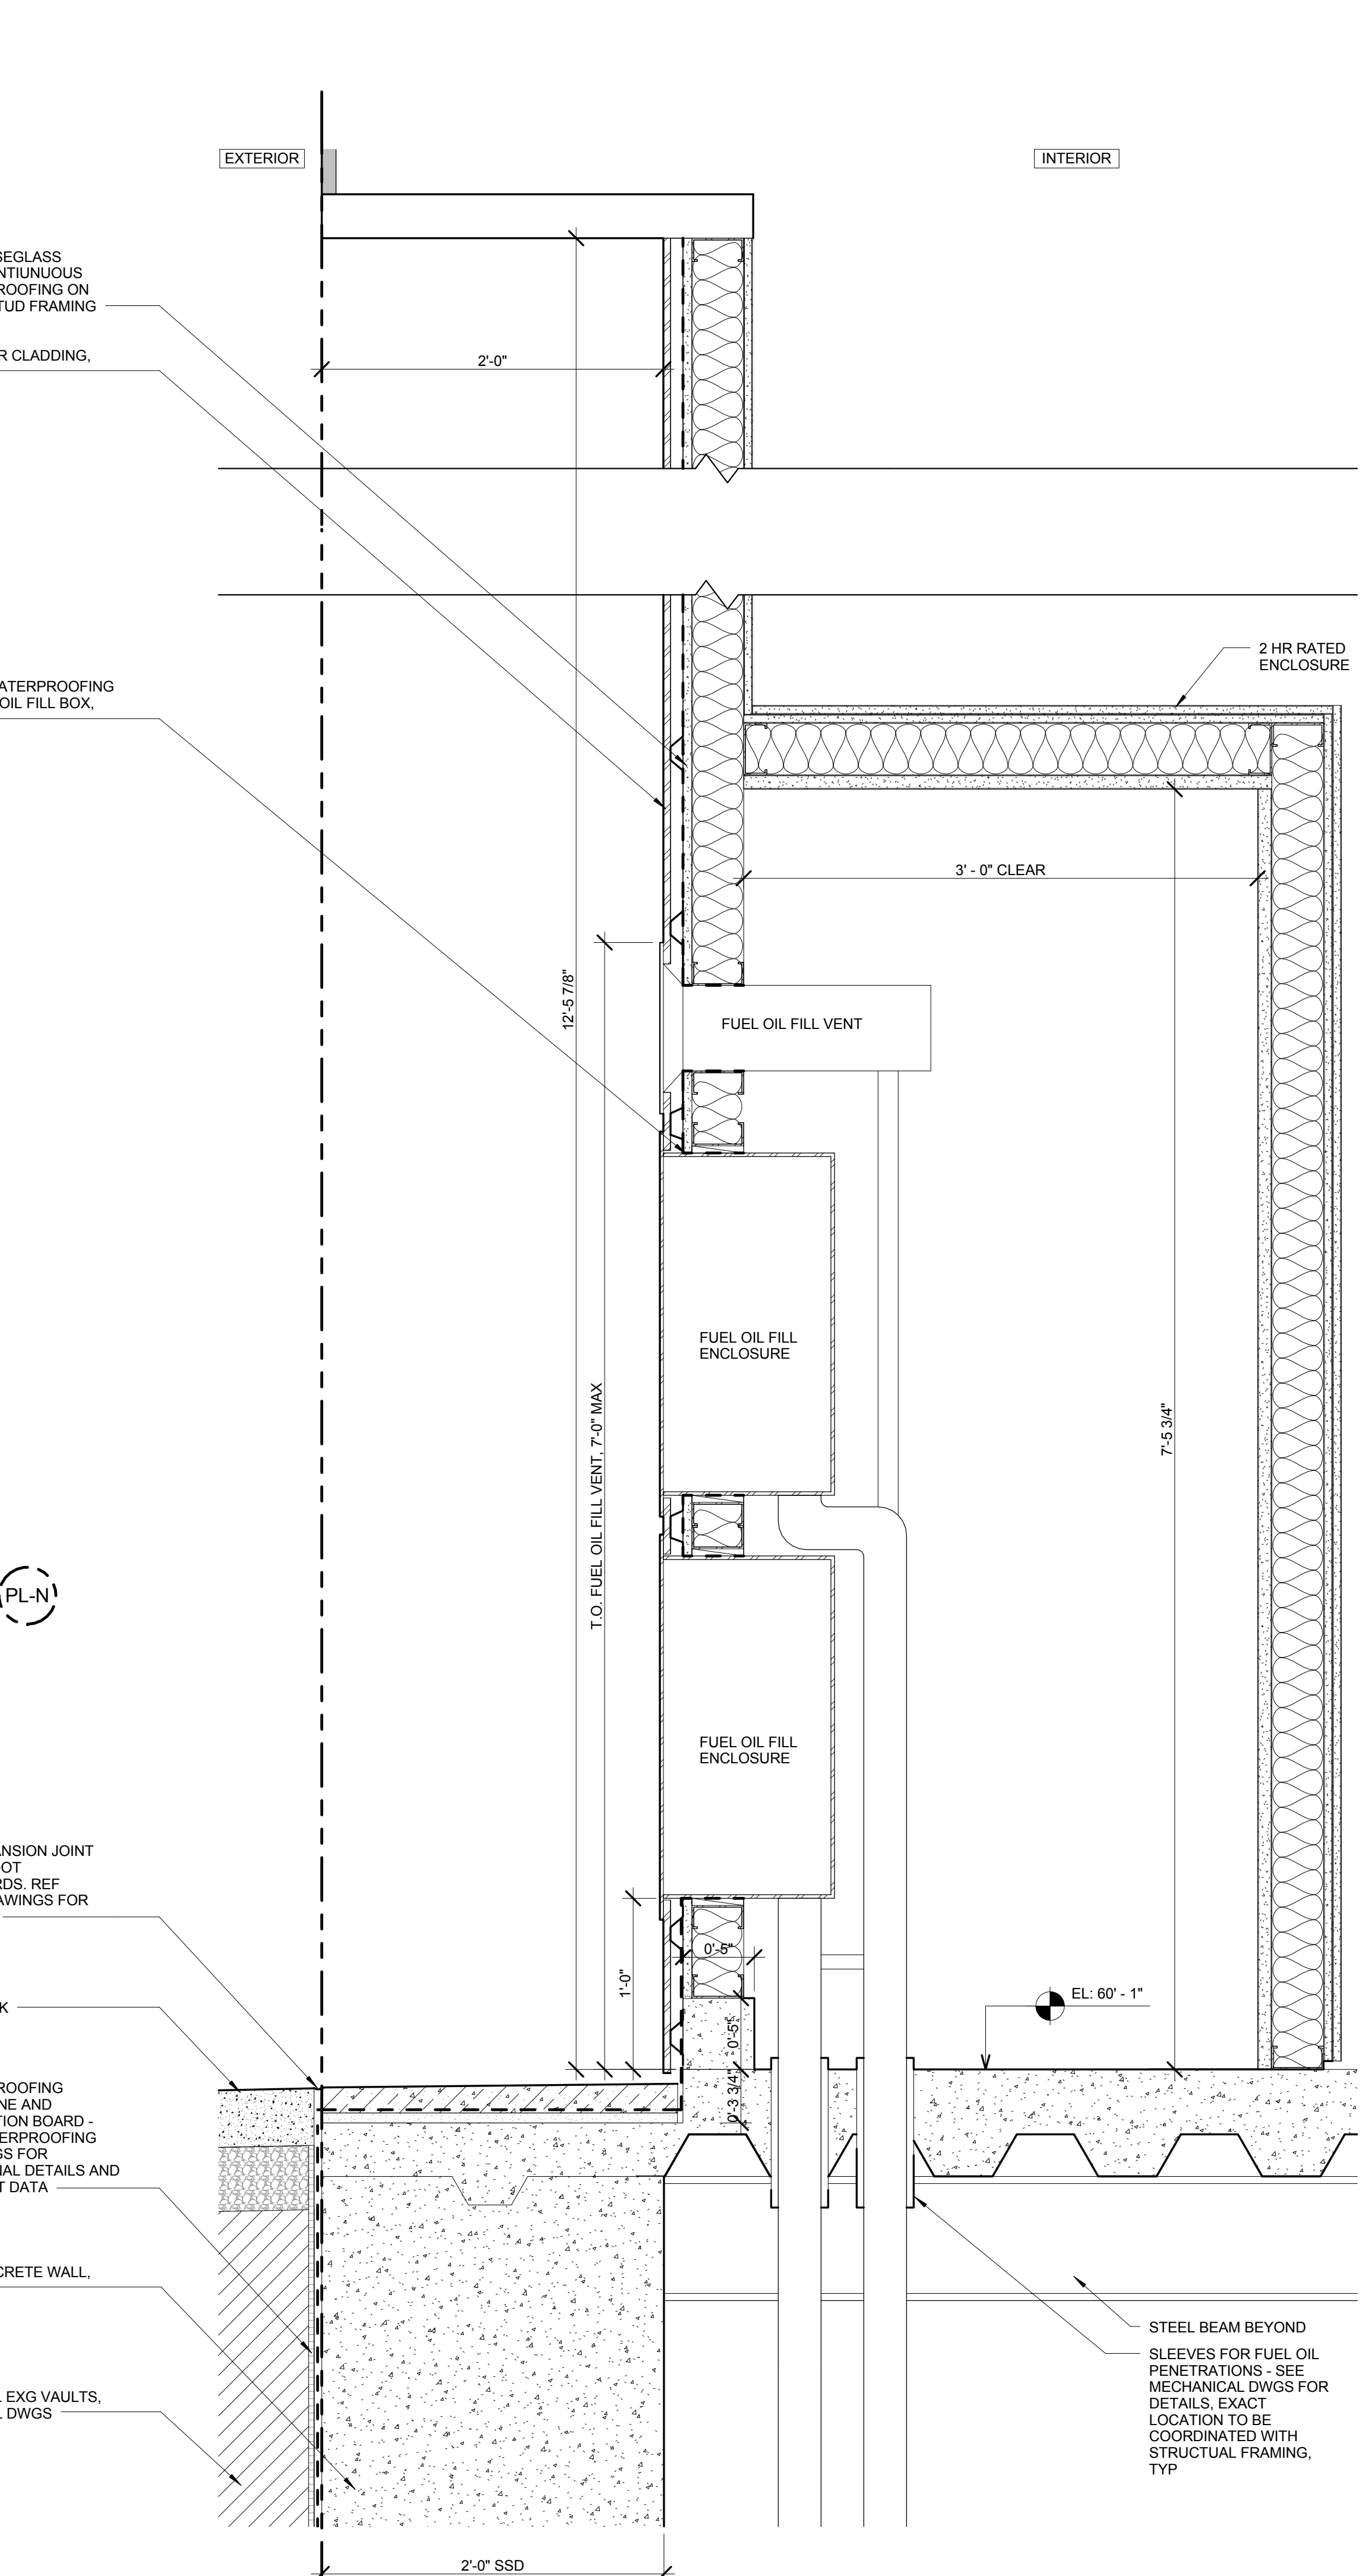 EXTERIOR
INTERIOR
SEGLASS
NTIUNUOUS
ROOFING ON
TUD FRAMING
R CLADDING,
2'-0"
2 HR RATED
ENCLOSURE
ATERPROOFING
OIL FILL BOX,
3' - 0" CLEAR
12'-5 7/8"
FUEL OIL FILL VENT
FUEL OIL FILL
ENCLOSURE
T.O. FUEL OIL FILL VENT, 7'-0" MAX
7'-5 3/4"
PL-N
FUEL OIL FILL
ENCLOSURE
ANSION JOINT
OOT
RDS. REF
AWINGS FOR
0'-5"
1'-0"
EL: 60' - 1"
K
0'-5"
0'-3 3/4"
ROOFING
NE AND
TION BOARD -
ERPROOFING
GS FOR
NAL DETAILS AND
T DATA
CRETE WALL,
STEEL BEAM BEYOND
SLEEVES FOR FUEL OIL
PENETRATIONS - SEE
MECHANICAL DWGS FOR
DETAILS, EXACT
LOCATION TO BE
COORDINATED WITH
STRUCTUAL FRAMING,
TYP
L EXG VAULTS,
L DWGS
2'-0" SSD